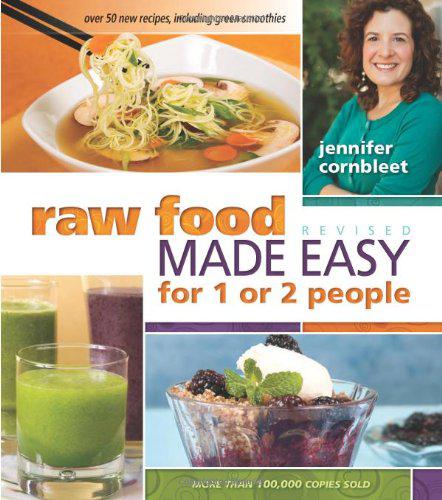 over 50 new recipes, including green smoothies
jennifer
cornbleet
raw food
REVISED
MADE EASY
for 1 or 2 people
MORE THAN 100,000 COPIES SOLD